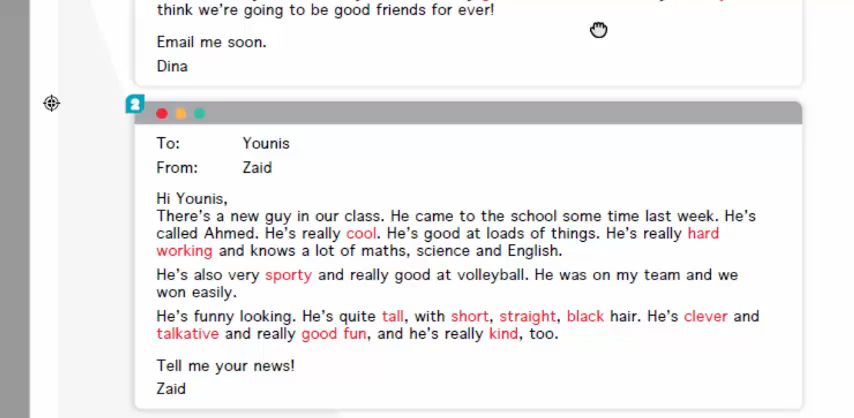 think we're going to be good friends for ever!
Email me soon.
Dina
2
To: Younis
From: Zaid
Hi Younis,
There's a new guy in our class. He came to the school some time last week. He's
called Ahmed. He's really cool. He's good at loads of things. He's really hard
working and knows a lot of maths, science and English.
He's also very sporty and really good at volleyball. He was on my team and we
won easily.
He's funny looking. He's quite tall, with short, straight, black hair. He's clever and
talkative and really good fun, and he's really kind, too.
Tell me your news!
Zaid